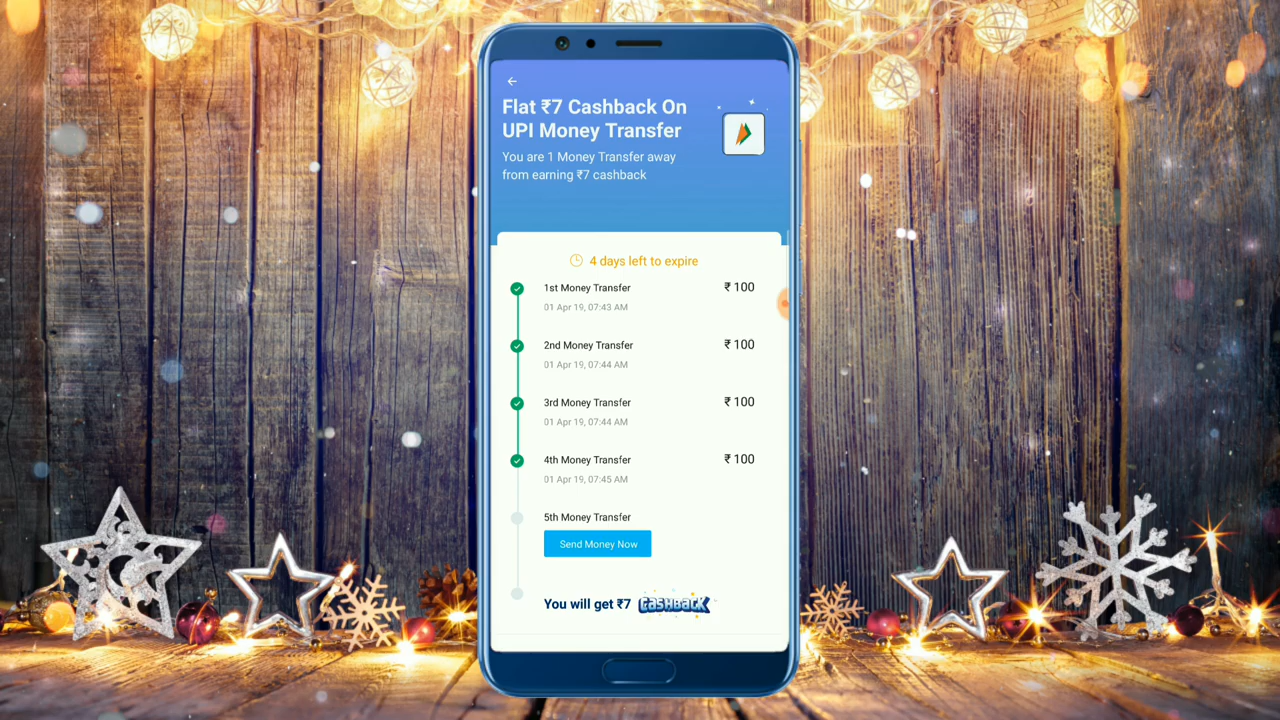 Flat ₹7 Cashback On
UPI Money Transfer
You are 1 Money Transfer away
from earning ₹7 cashback
4 days left to expire
1st Money Transfer ₹ 100
01 Apr 19, 07:43 AM
2nd Money Transfer ₹ 100
01 Apr 19, 07:44 AM
3rd Money Transfer ₹ 100
01 Apr 19, 07:44 AM
4th Money Transfer ₹ 100
01 Apr 19, 07:45 AM
5th Money Transfer
Send Money Now
You will get ₹7 CASHBACK